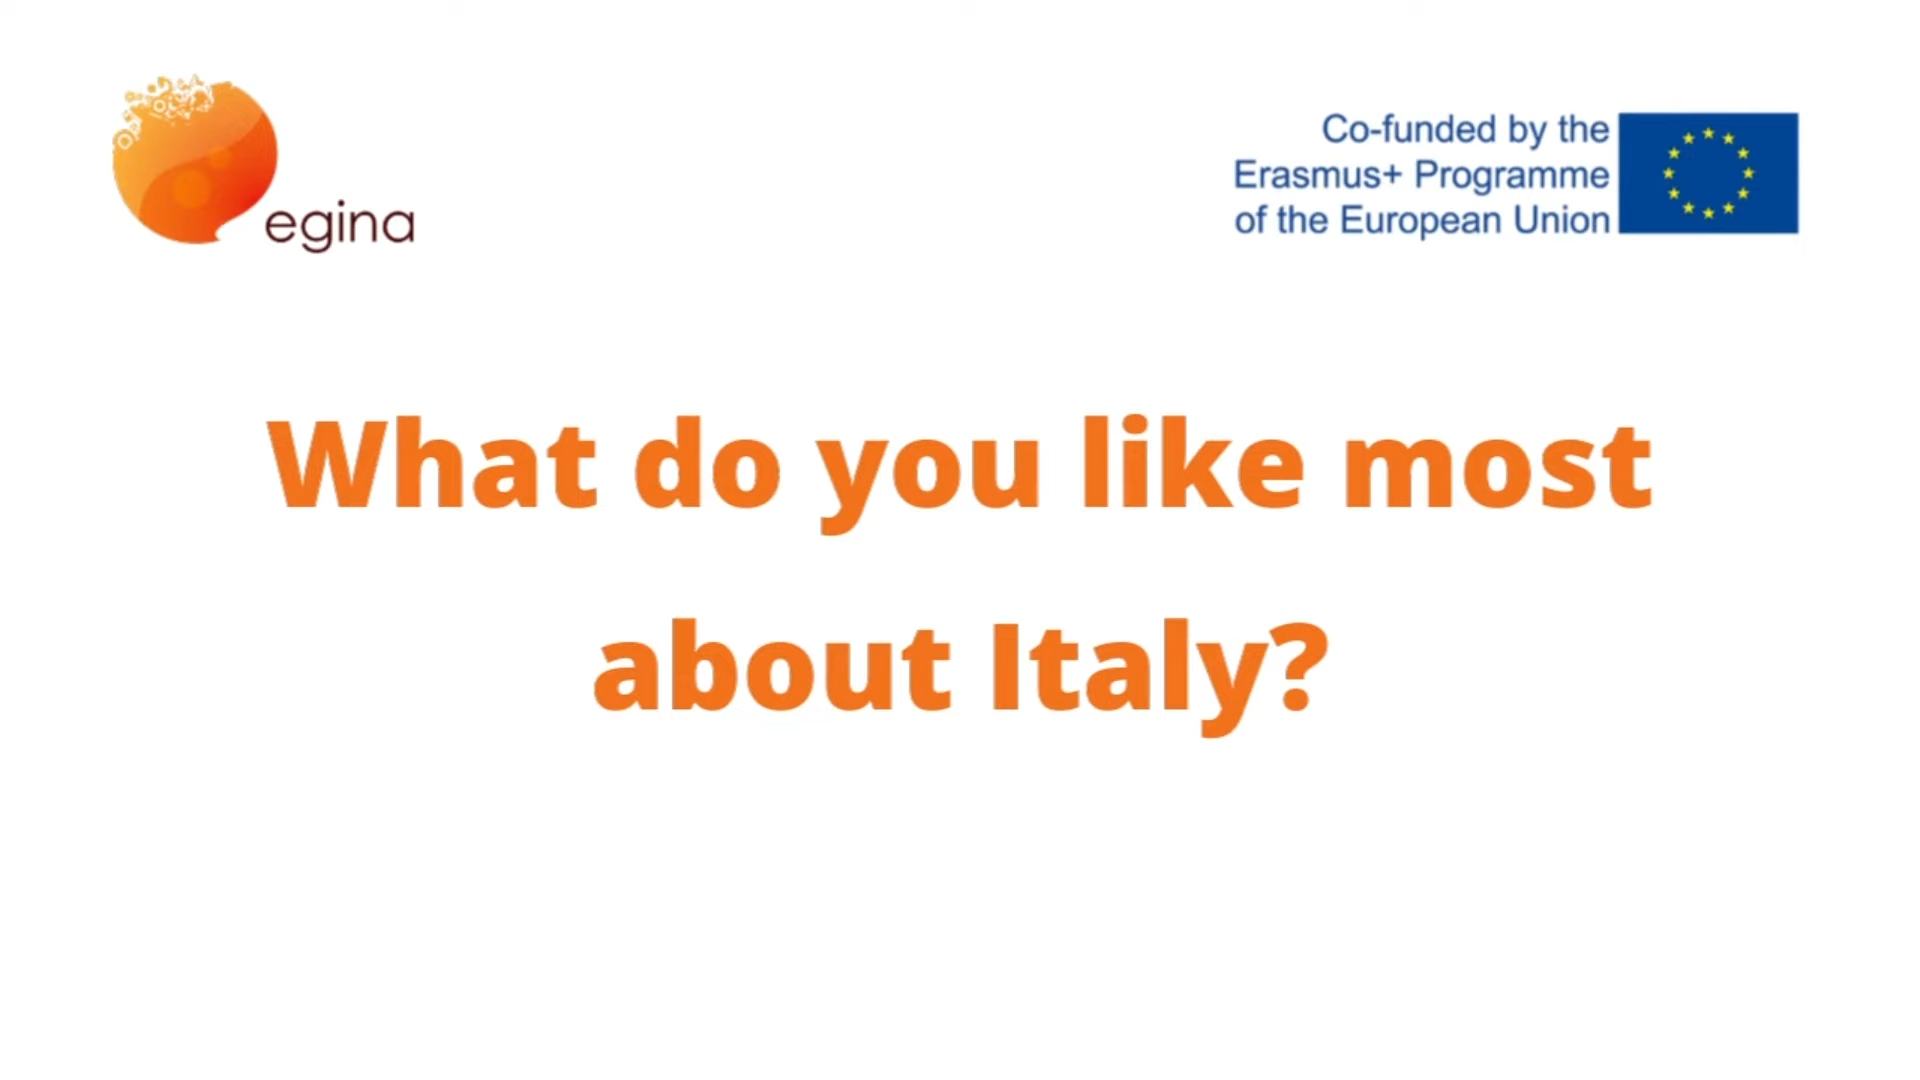 egina
Co-funded by the
Erasmus+ Programme
of the European Union
What do you like most
about Italy?